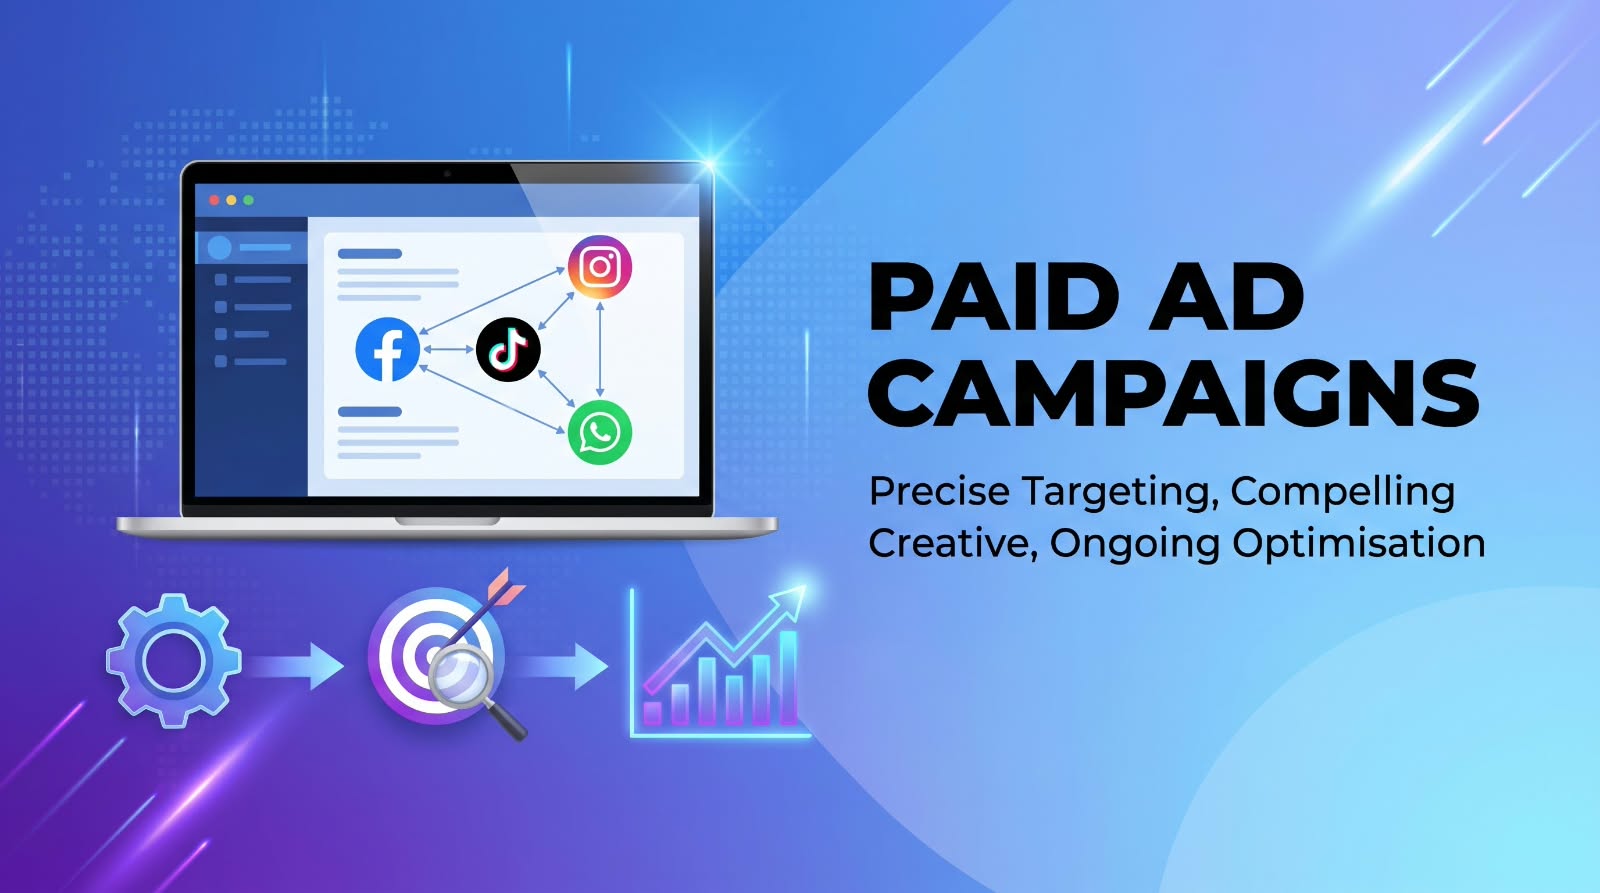 PAID AD
CAMPAIGNS
Precise Targeting, Compelling
Creative, Ongoing Optimisation